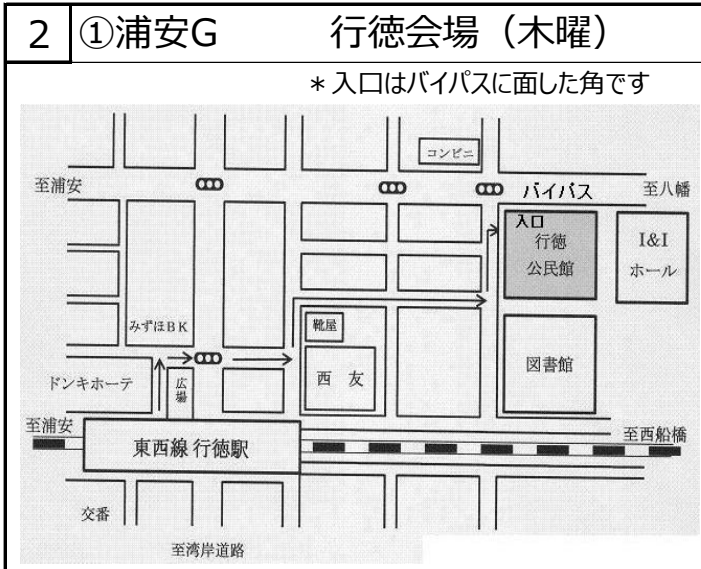 2 ①浦安G 行徳会場（木曜）
＊入口はバイパスに面した角です
コンビニ
至浦安 バイパス 至八幡
入口
行徳
公民館
I&I
ホール
みずほBK
靴屋
西友
図書館
ドンキホーテ
広場
至浦安
東西線 行徳駅
至西船橋
交番
至湾岸道路